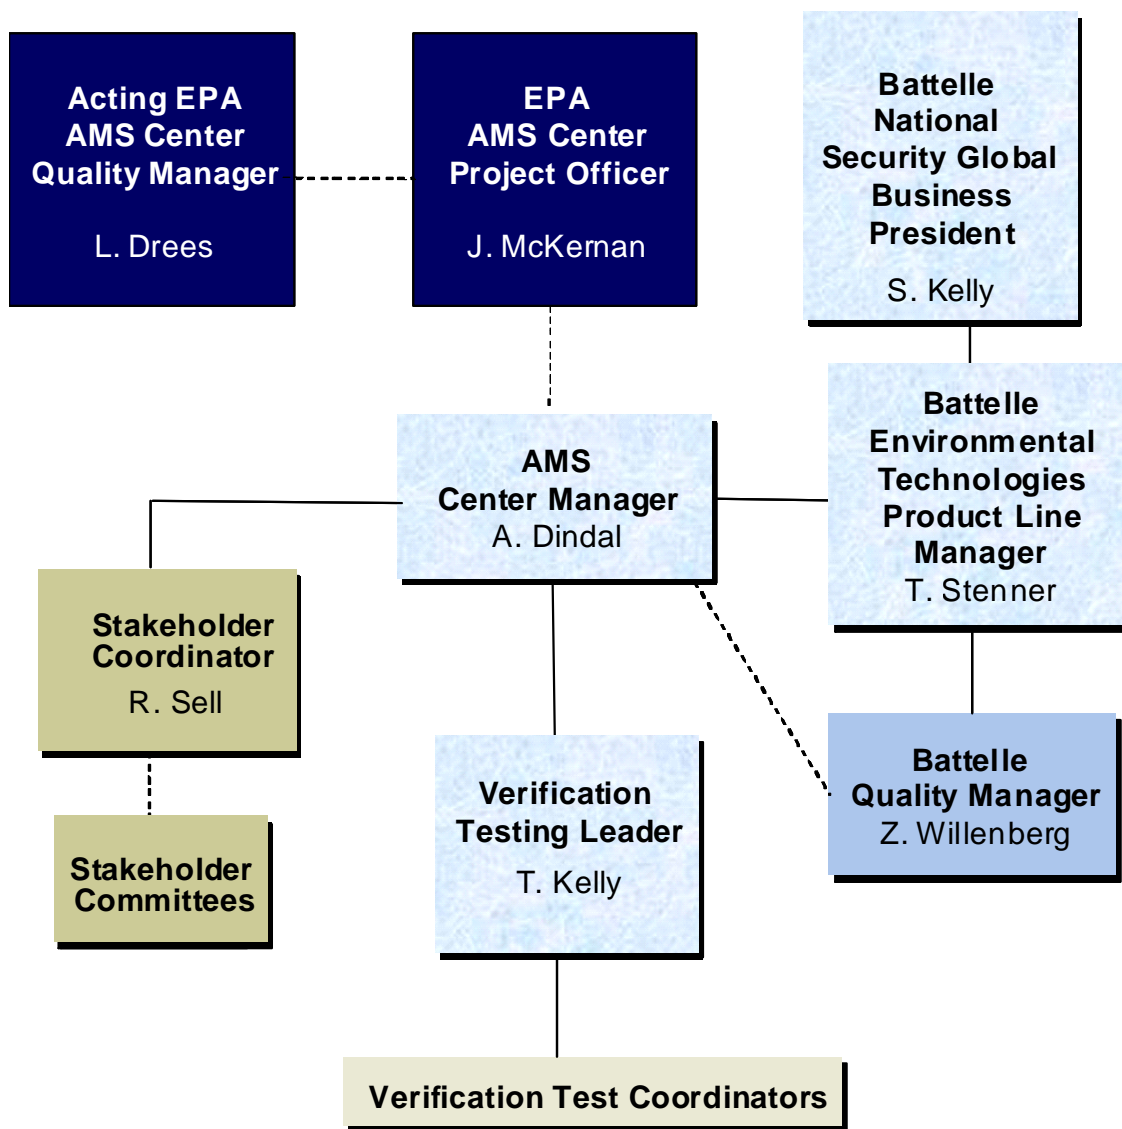 Acting EPA
AMS Center
Quality Manager
L. Drees
EPA
AMS Center
Project Officer
J. McKernan
Battelle
National
Security Global
Business
President
S. Kelly
Battelle
Environmental
Technologies
Product Line
Manager
T. Stenner
AMS
Center Manager
A. Dindal
Stakeholder
Coordinator
R. Sell
Verification
Testing Leader
T. Kelly
Battelle
Quality Manager
Z. Willenberg
Stakeholder
Committees
Verification Test Coordinators